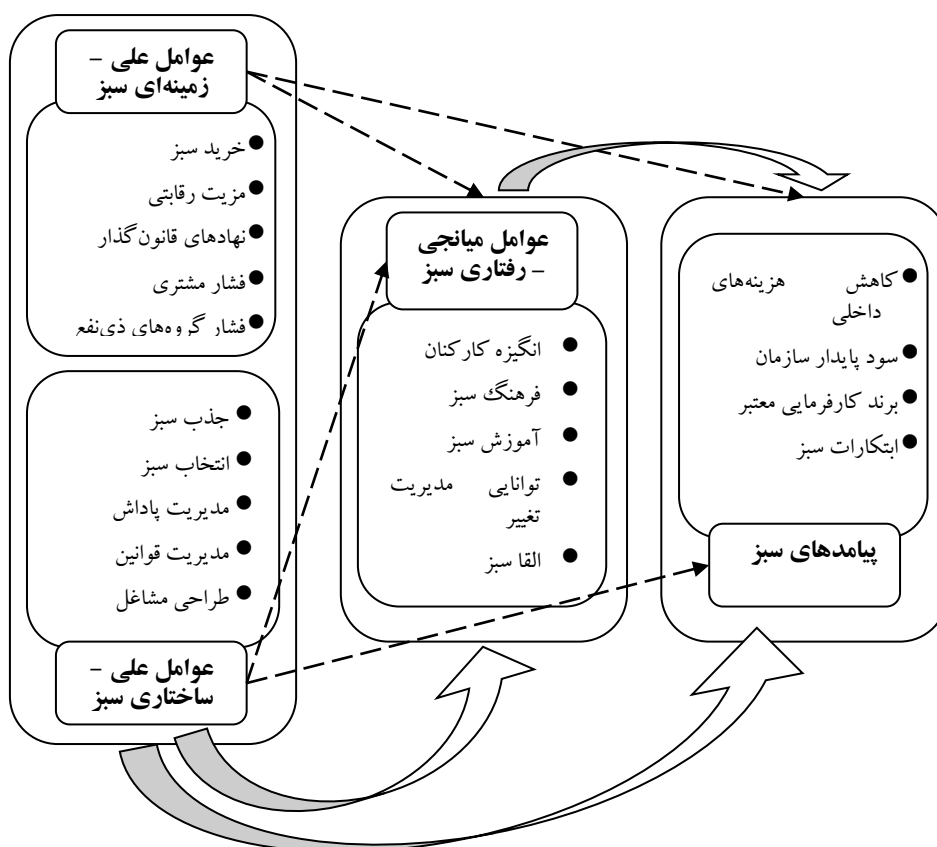 عوامل علی –
زمینه‌ای سبز
خرید سبز
مزیت رقابتی
نهادهای قانون‌گذار
فشار مشتری
فشار گروه‌های ذی‌نفع
جذب سبز
انتخاب سبز
مدیریت پاداش
مدیریت قوانین
طراحی مشاغل
عوامل علی –
ساختاری سبز
عوامل میانجی
– رفتاری سبز
انگیزه کارکنان
فرهنگ سبز
آموزش سبز
توانایی مدیریت
تغییر
القا سبز
کاهش هزینه‌های
داخلی
سود پایدار سازمان
برند کارفرمایی معتبر
ابتکارات سبز
پیامدهای سبز